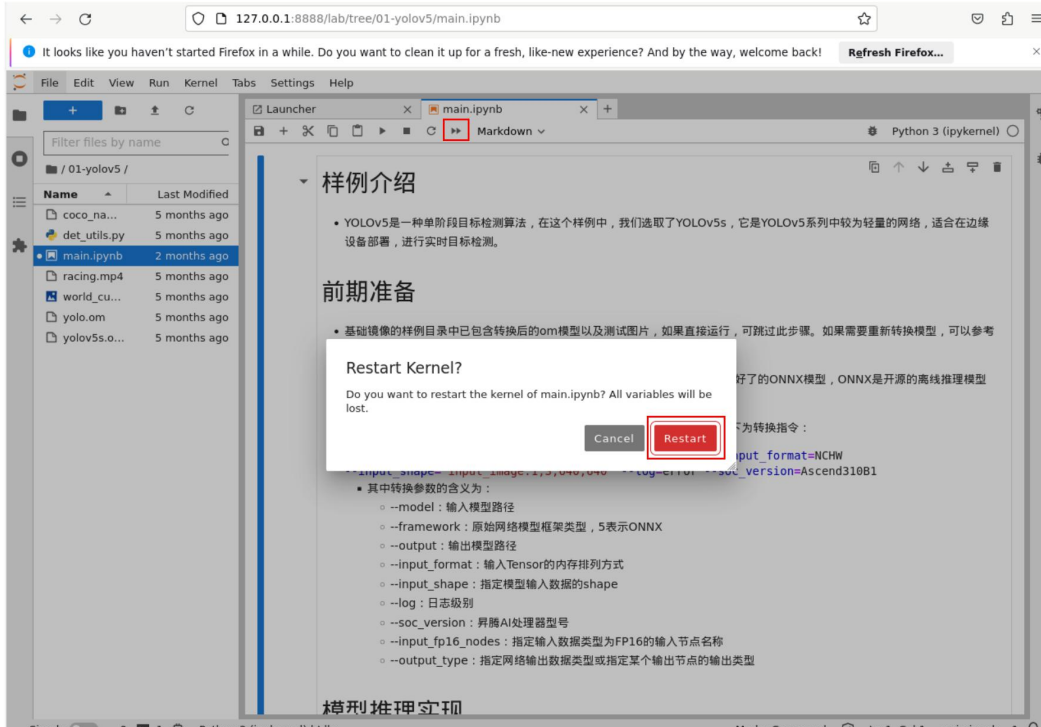 127.0.0.1:8888/lab/tree/01-yolov5/main.ipynb
It looks like you haven't started Firefox in a while. Do you want to clean it up for a fresh, like-new experience? And by the way, welcome back! Refresh Firefox...
File Edit View Run Kernel Tabs Settings Help
Launcher main.ipynb
Markdown Python 3 (ipykernel)
Filter files by name
/ 01-yolov5 /
Name Last Modified
coco_na... 5 months ago
det_utils.py 5 months ago
main.ipynb 2 months ago
racing.mp4 5 months ago
world_cu... 5 months ago
yolo.om 5 months ago
yolov5s.o... 5 months ago
样例介绍
YOLOv5是一种单阶段目标检测算法，在这个样例中，我们选取了YOLOv5s，它是YOLOv5系列中较为轻量的网络，适合在边缘
设备部署，进行实时目标检测。
前期准备
基础镜像的样例目录中已包含转换后的om模型以及测试图片，如果直接运行，可跳过此步骤。如果需要重新转换模型，可以参考
好了的ONNX模型，ONNX是开源的离线推理模型
下为转换指令：
Restart Kernel?
Do you want to restart the kernel of main.ipynb? All variables will be
lost.
Cancel Restart
put_format=NCHW
--input_shape="input_image:1,3,640,640" --log=error --soc_version=Ascend310B1
其中转换参数的含义为：
--model：输入模型路径
--framework：原始网络模型框架类型，5表示ONNX
--output：输出模型路径
--input_format：输入Tensor的内存排列方式
--input_shape：指定模型输入数据的shape
--log：日志级别
--soc_version：昇腾AI处理器型号
--input_fp16_nodes：指定输入数据类型为FP16的输入节点名称
--output_type：指定网络输出数据类型或指定某个输出节点的输出类型
模型推理实现